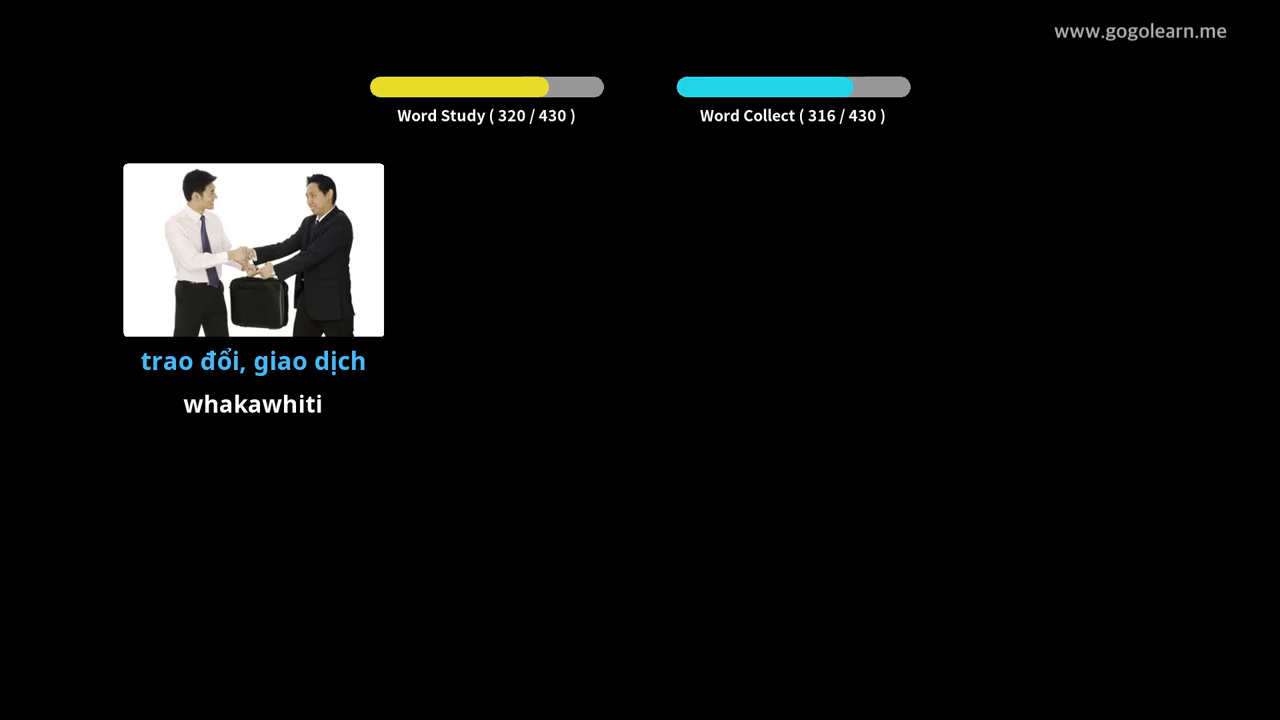 www.gogolearn.me
Word Study ( 320 / 430 )
Word Collect ( 316 / 430 )
trao đổi, giao dịch
whakawhiti